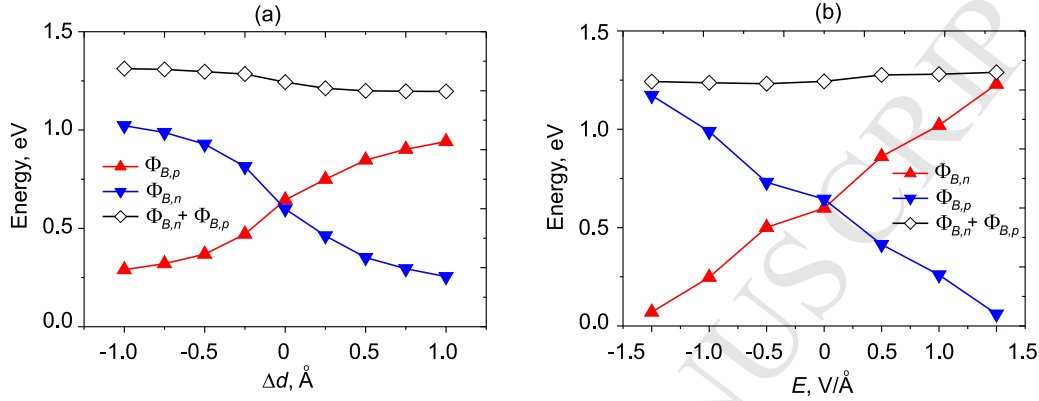 (a)
Energy, eV
1.5
1.0
0.5
0.0
ΦB,p
ΦB,n
ΦB,n+ ΦB,p
-1.0 -0.5 0 0.5 1.0
Δd, Å
(b)
Energy, eV
1.5
1.0
0.5
0.0
ΦB,n
ΦB,p
ΦB,n+ ΦB,p
-1.5 -1.0 -0.5 0 0.5 1.0 1.5
E, V/Å
NUSCRIP